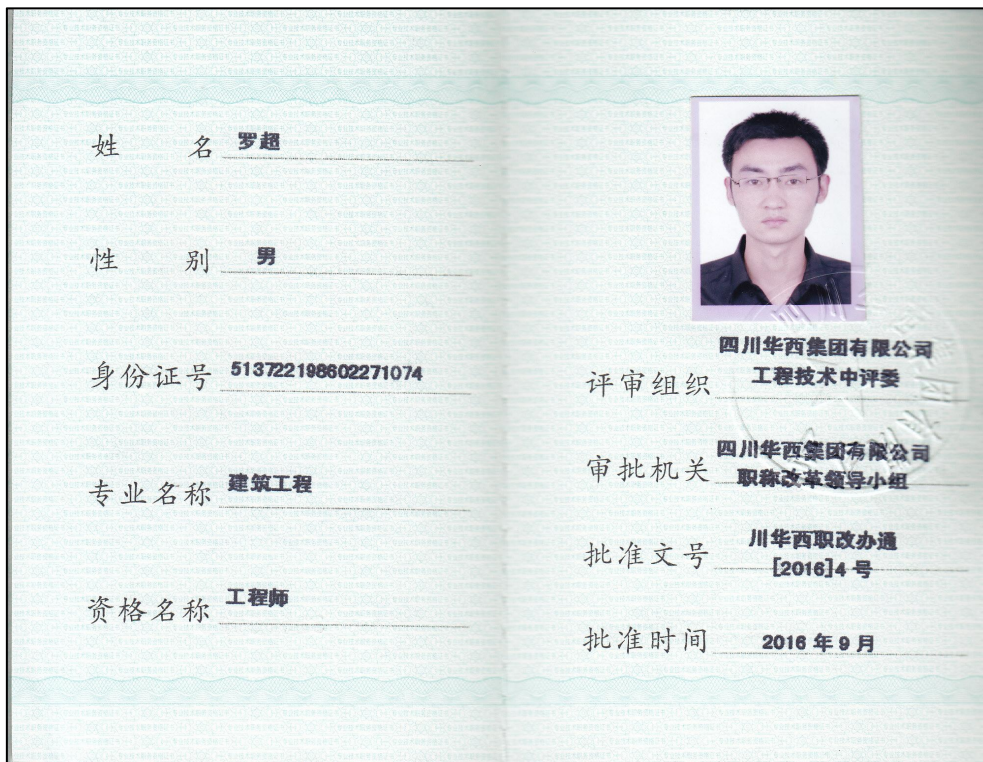 姓 名 罗超
性 别 男
身份证号 513722198602271074
专业名称 建筑工程
资格名称 工程师
四川华西集团有限公司
评审组织 工程技术中评委
四川华西集团有限公司
审批机关 职称改革领导小组
川华西职改办通
批准文号 [2016]4 号
批准时间 2016 年 9 月